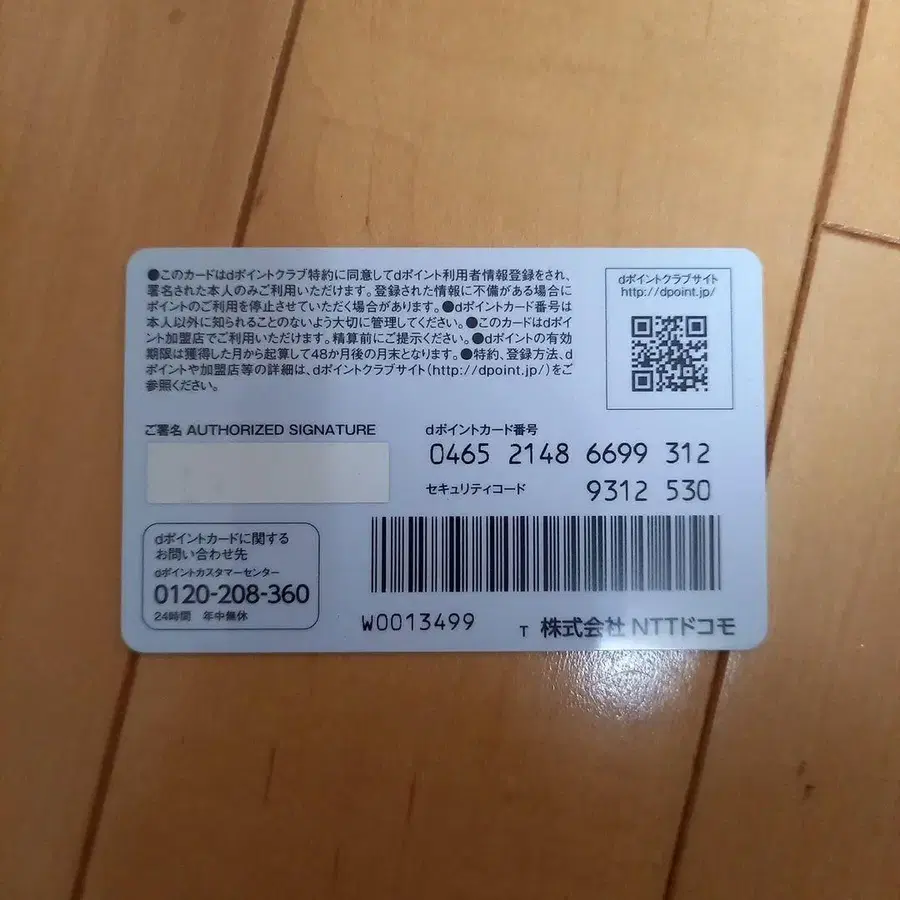 ●このカードはdポイントクラブ特約に同意してdポイント利用者情報登録をされ、
署名された本人のみご利用いただけます。登録された情報に不備がある場合に
ポイントのご利用を停止させていただく場合があります。●dポイントカード番号は
本人以外に知られることのないよう大切に管理してください。●このカードはdポイ
ント加盟店でご利用いただけます。精算前にご提示ください。●dポイントの有効
期限は獲得した月から起算して48か月後の月末となります。●特約、登録方法、d
ポイントや加盟店等の詳細は、dポイントクラブサイト(http://dpoint.jp/)をご
参照ください。
dポイントクラブサイト
http://dpoint.jp/
ご署名 AUTHORIZED SIGNATURE
dポイントカード番号
0465 2148 6699 312
セキュリティコード
9312 530
dポイントカードに関する
お問い合わせ先
dポイントカスタマーセンター
0120-208-360
24時間 年中無休
W0013499
T 株式会社 NTTドコモ